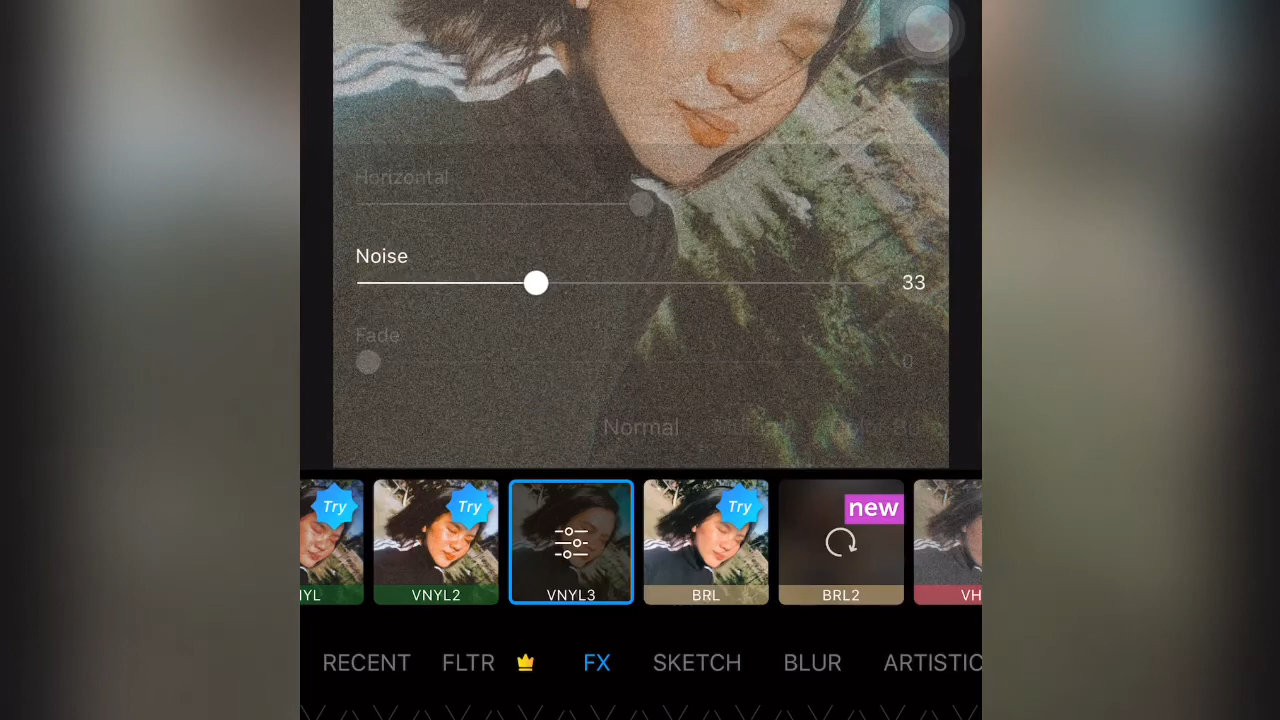 Horizontal
Noise
33
Fade
0
Normal
Try
Try
Try
new
VNYL2
VNYL3
BRL
BRL2
VH
RECENT FLTR FX SKETCH BLUR ARTISTIC